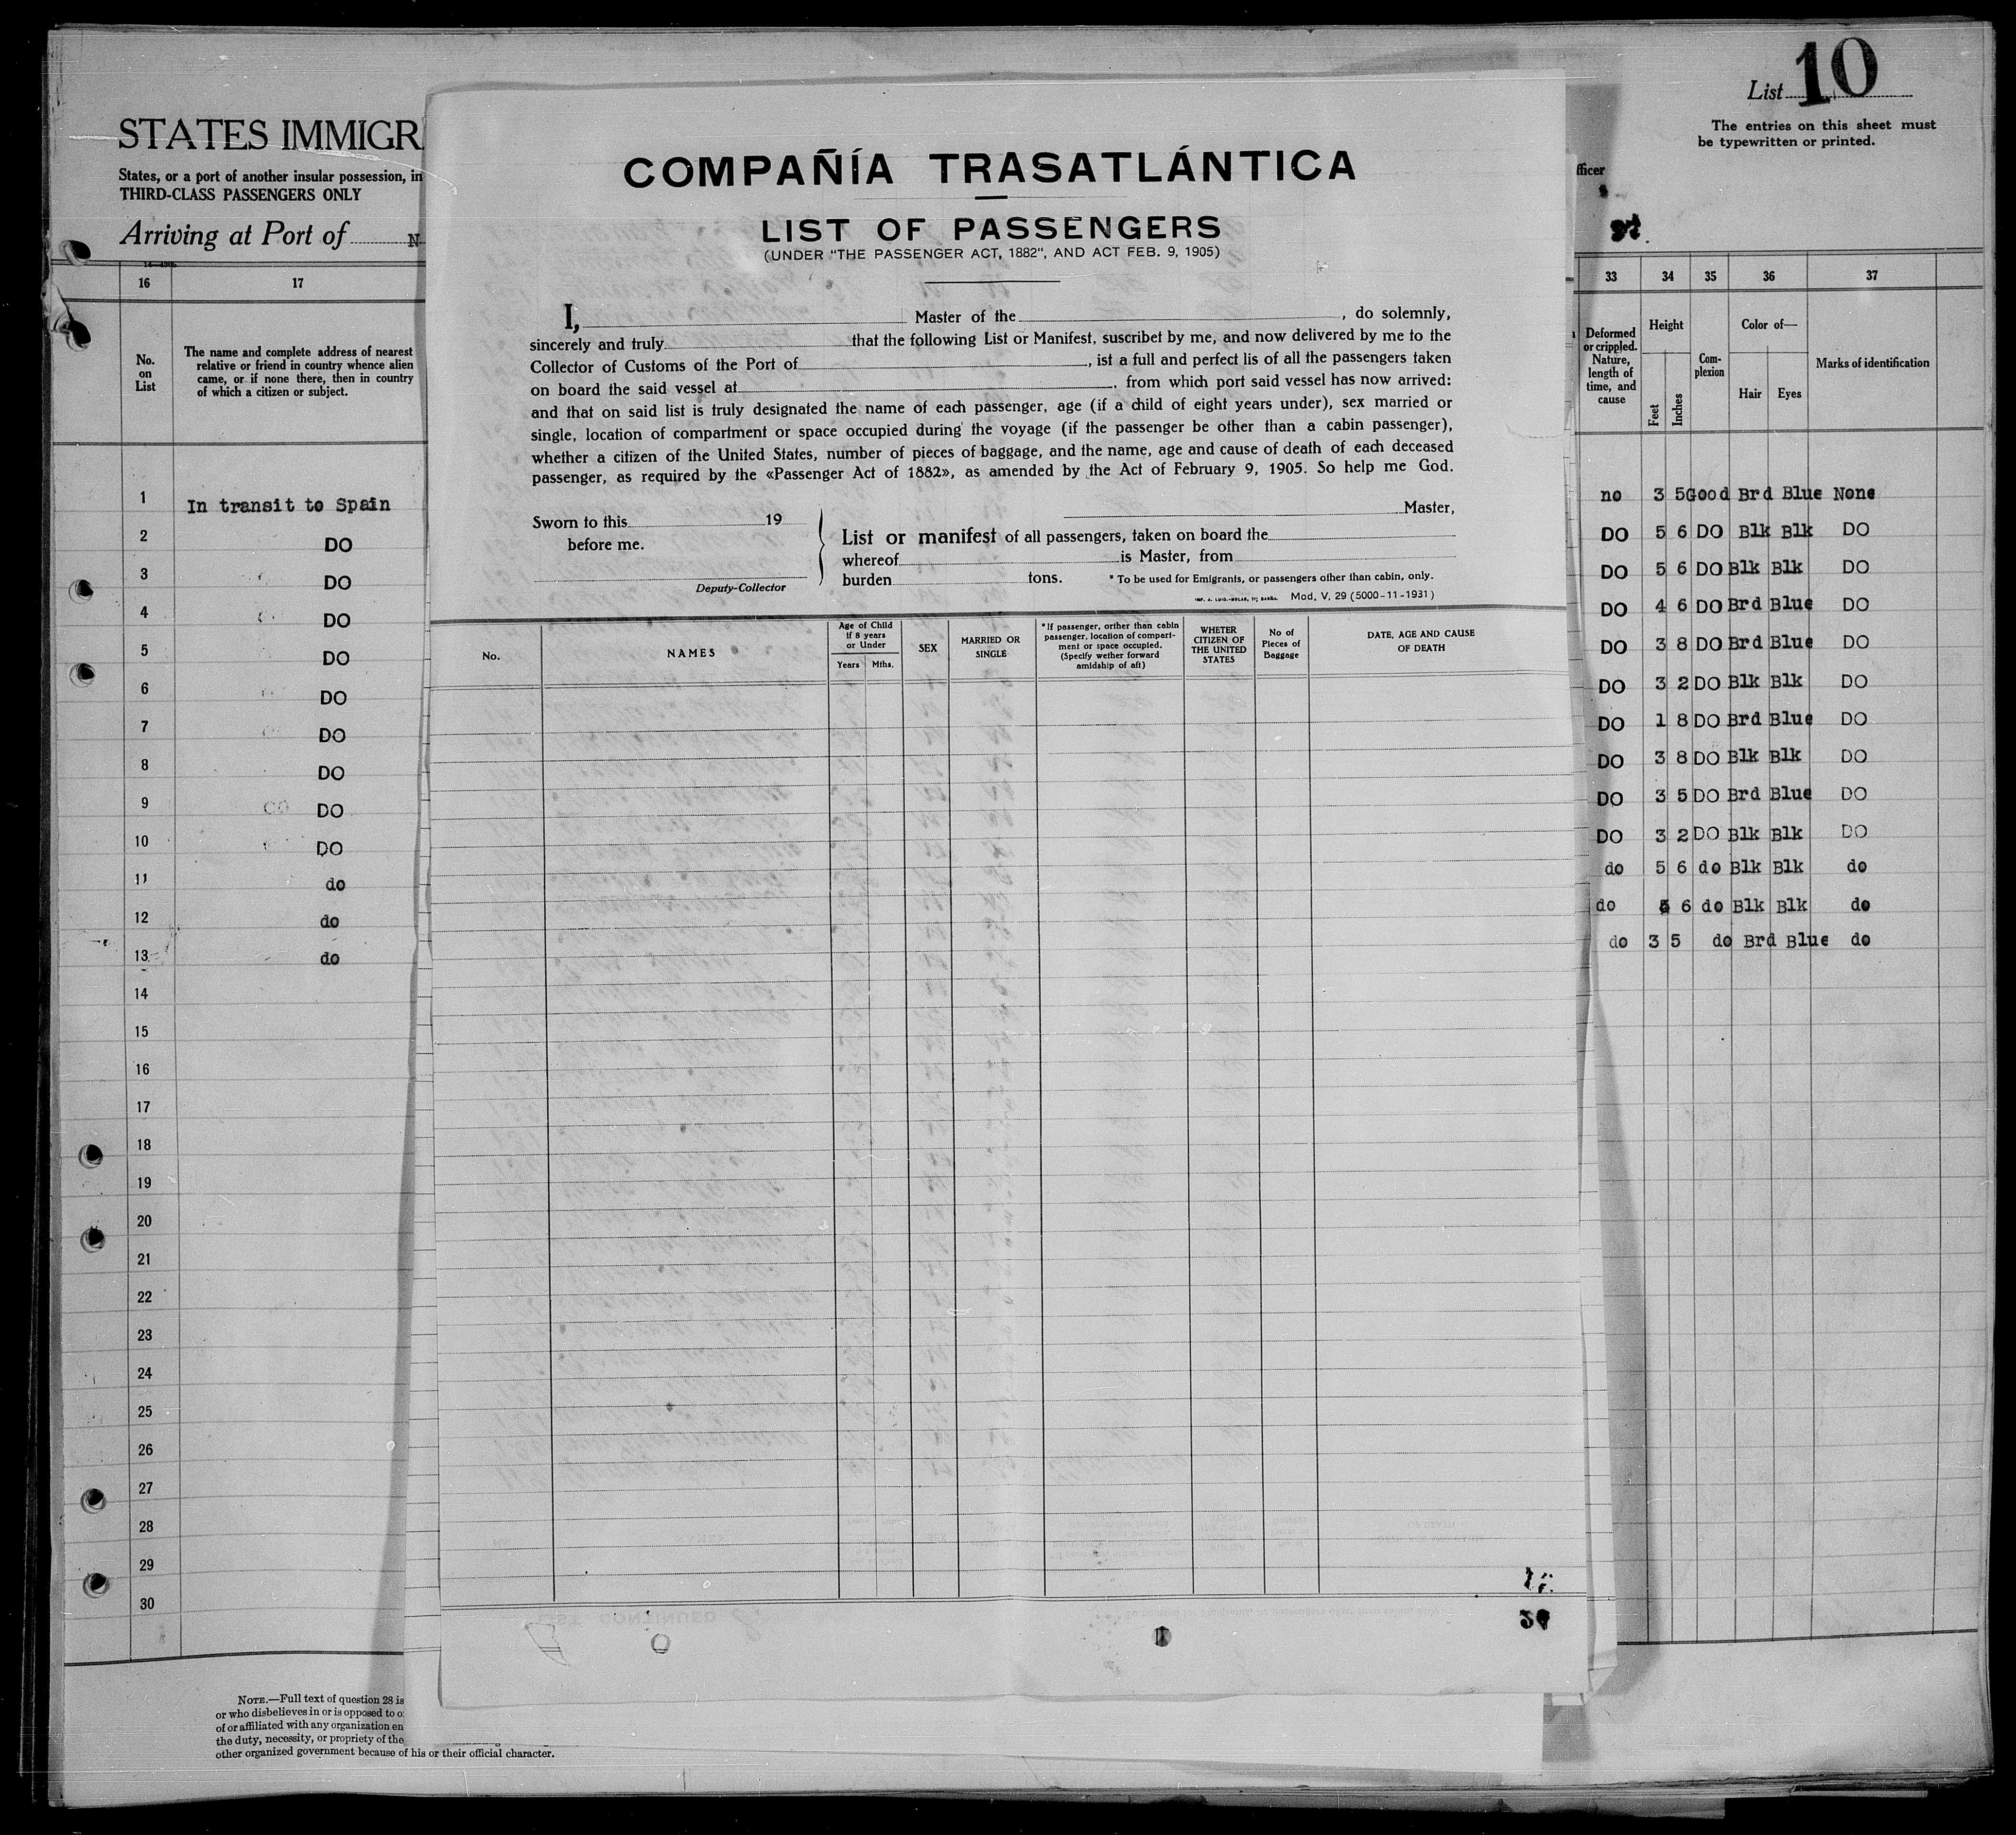 STATES IMMIGRA
States, or a port of another insular possession, in
THIRD-CLASS PASSENGERS ONLY
Arriving at Port of N
16 17
No. on List
The name and complete address of nearest
relative or friend in country whence alien
came, or if none there, then in country
of which a citizen or subject.
1 In transit to Spain
2 DO
3 DO
4 DO
5 DO
6 DO
7 DO
8 DO
9 DO
10 DO
11 do
12 do
13 do
14
15
16
17
18
19
20
21
22
23
24
25
26
27
28
29
30
NOTE.—Full text of question 28 is
or who disbelieves in or is opposed to o
of or affiliated with any organization en
the duty, necessity, or propriety of the
other organized government because of his or their official character.
COMPAÑÍA TRASATLÁNTICA
LIST OF PASSENGERS
(UNDER "THE PASSENGER ACT, 1882", AND ACT FEB. 9, 1905)
I, Master of the , do solemnly,
sincerely and truly that the following List or Manifest, suscribet by me, and now delivered by me to the
Collector of Customs of the Port of , ist a full and perfect lis of all the passengers taken
on board the said vessel at , from which port said vessel has now arrived:
and that on said list is truly designated the name of each passenger, age (if a child of eight years under), sex married or
single, location of compartment or space occupied during the voyage (if the passenger be other than a cabin passenger),
whether a citizen of the United States, number of pieces of baggage, and the name, age and cause of death of each deceased
passenger, as required by the «Passenger Act of 1882», as amended by the Act of February 9, 1905. So help me God.
Master,
Sworn to this 19
before me.
Deputy-Collector
List or manifest of all passengers, taken on board the
whereof is Master, from
burden tons. * To be used for Emigrants, or passengers other than cabin, only.
Mod. V, 29 (5000-11-1931)
No.
NAMES
Age of Child
if 8 years
or Under
Years Mths.
SEX
MARRIED OR
SINGLE
*If passenger, orther than cabin
passenger, location of compart-
ment or space occupied.
(Specify wether forward
amidship of aft)
WHETER
CITIZEN OF
THE UNITED
STATES
No of
Pieces of
Baggage
DATE, AGE AND CAUSE
OF DEATH
List 10
The entries on this sheet must
be typewritten or printed.
fficer
33 34 35 36 37
Deformed
or crippled.
Nature,
length of
time, and
cause
Height
Feet Inches
Com-
plexion
Color of—
Hair Eyes
Marks of identification
no 3 5 Good Brd Blue None
DO 5 6 DO Blk Blk DO
DO 5 6 DO Blk Blk DO
DO 4 6 DO Brd Blue DO
DO 3 8 DO Brd Blue DO
DO 3 2 DO Blk Blk DO
DO 1 8 DO Brd Blue DO
DO 3 8 DO Blk Blk DO
DO 3 5 DO Brd Blue DO
DO 3 2 DO Blk Blk DO
do 5 6 do Blk Blk do
do 5 6 do Blk Blk do
do 3 5 do Brd Blue do